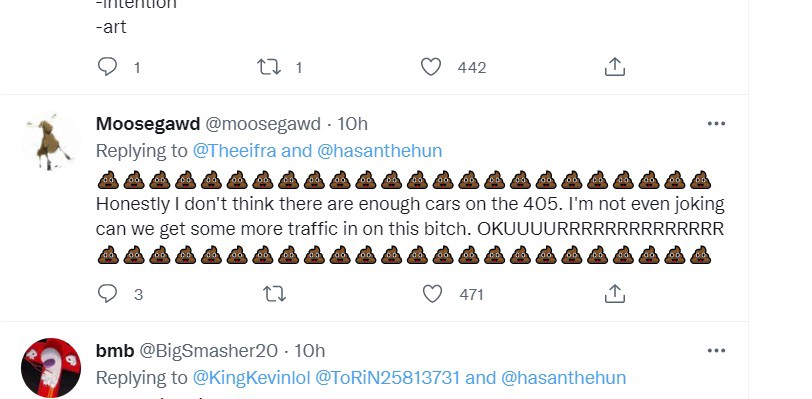 -intention
-art
1 1 442
Moosegawd @moosegawd · 10h
Replying to @Theeifra and @hasanthehun
💩💩💩💩💩💩💩💩💩💩💩💩💩💩💩💩💩💩💩💩💩💩💩💩
Honestly I don't think there are enough cars on the 405. I'm not even joking
can we get some more traffic in on this bitch. OKUUUURRRRRRRRRRRRRR
💩💩💩💩💩💩💩💩💩💩💩💩💩💩💩💩💩💩💩💩💩💩💩💩
3 471
bmb @BigSmasher20 · 10h
Replying to @KingKevinlol @ToRiN25813731 and @hasanthehun